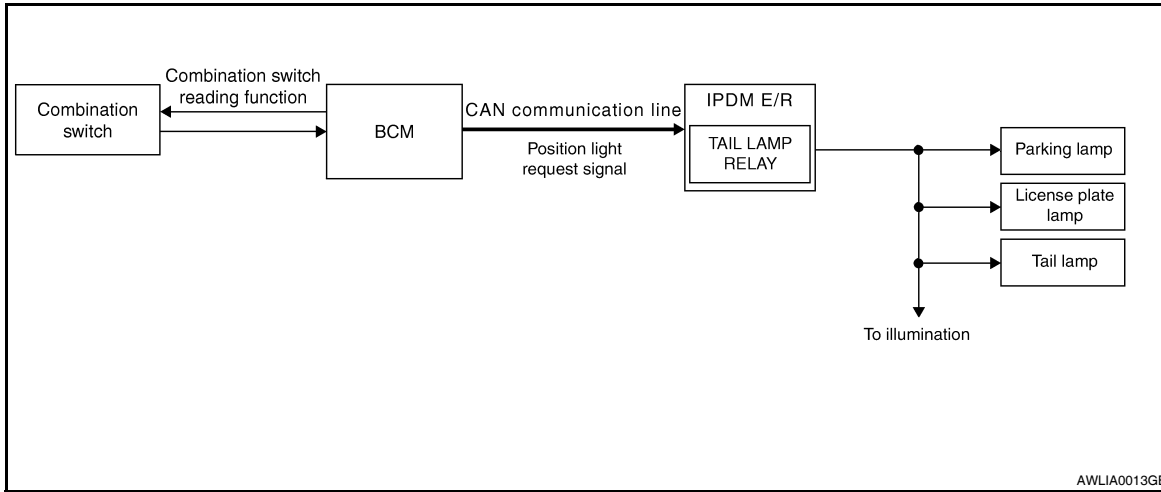 Combination switch
reading function
Combination
switch
BCM
CAN communication line
Position light
request signal
IPDM E/R
TAIL LAMP
RELAY
Parking lamp
License plate
lamp
Tail lamp
To illumination